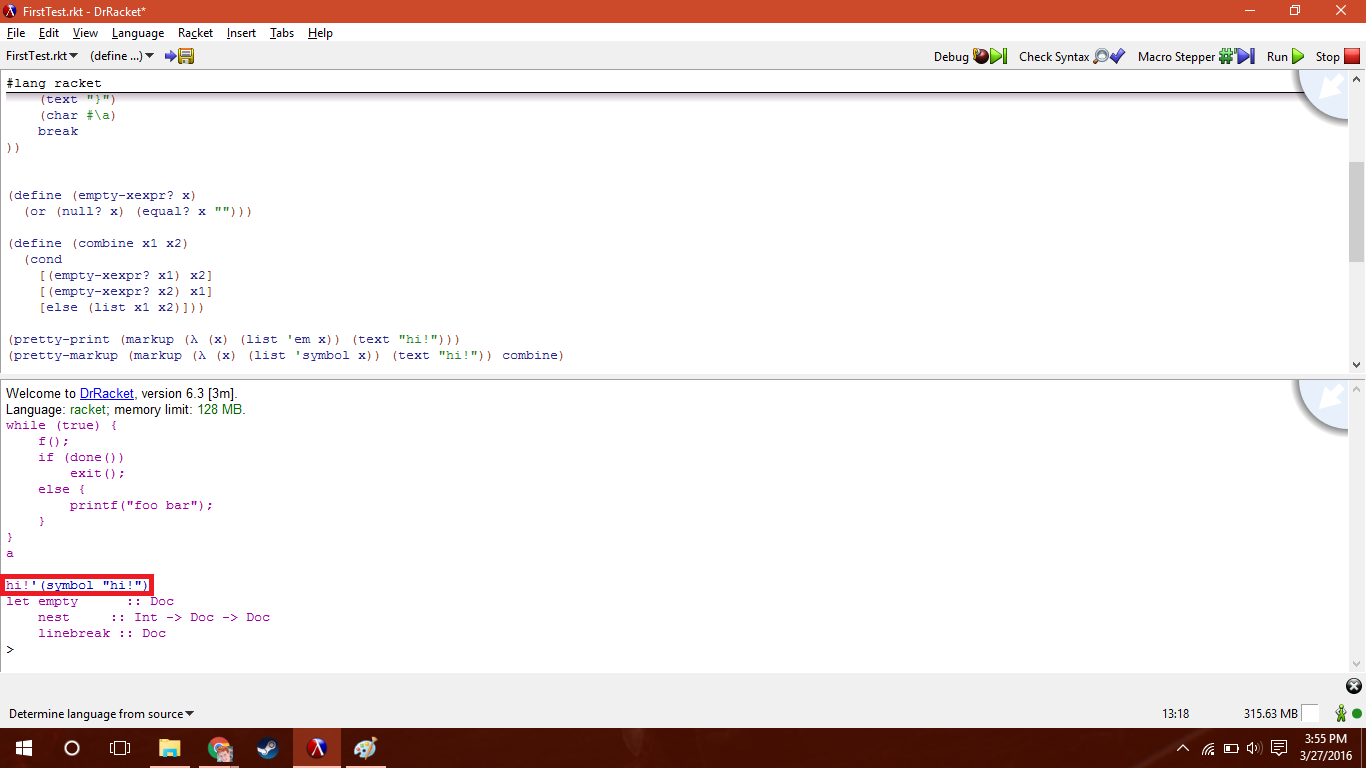 FirstTest.rkt - DrRacket*
File Edit View Language Racket Insert Tabs Help
FirstTest.rkt (define ...) Debug Check Syntax Macro Stepper Run Stop
#lang racket
    (text "}")
    (char #\a)
    break
))
(define (empty-xexpr? x)
  (or (null? x) (equal? x "")))
(define (combine x1 x2)
  (cond
    [(empty-xexpr? x1) x2]
    [(empty-xexpr? x2) x1]
    [else (list x1 x2)]))
(pretty-print (markup (λ (x) (list 'em x)) (text "hi!")))
(pretty-markup (markup (λ (x) (list 'symbol x)) (text "hi!")) combine)
Welcome to DrRacket, version 6.3 [3m].
Language: racket; memory limit: 128 MB.
while (true) {
    f();
    if (done())
        exit();
    else {
        printf("foo bar");
    }
}
a
hi!'(symbol "hi!")
let empty      :: Doc
    nest     :: Int -> Doc -> Doc
    linebreak :: Doc
>
Determine language from source 13:18 315.63 MB
3:55 PM
3/27/2016